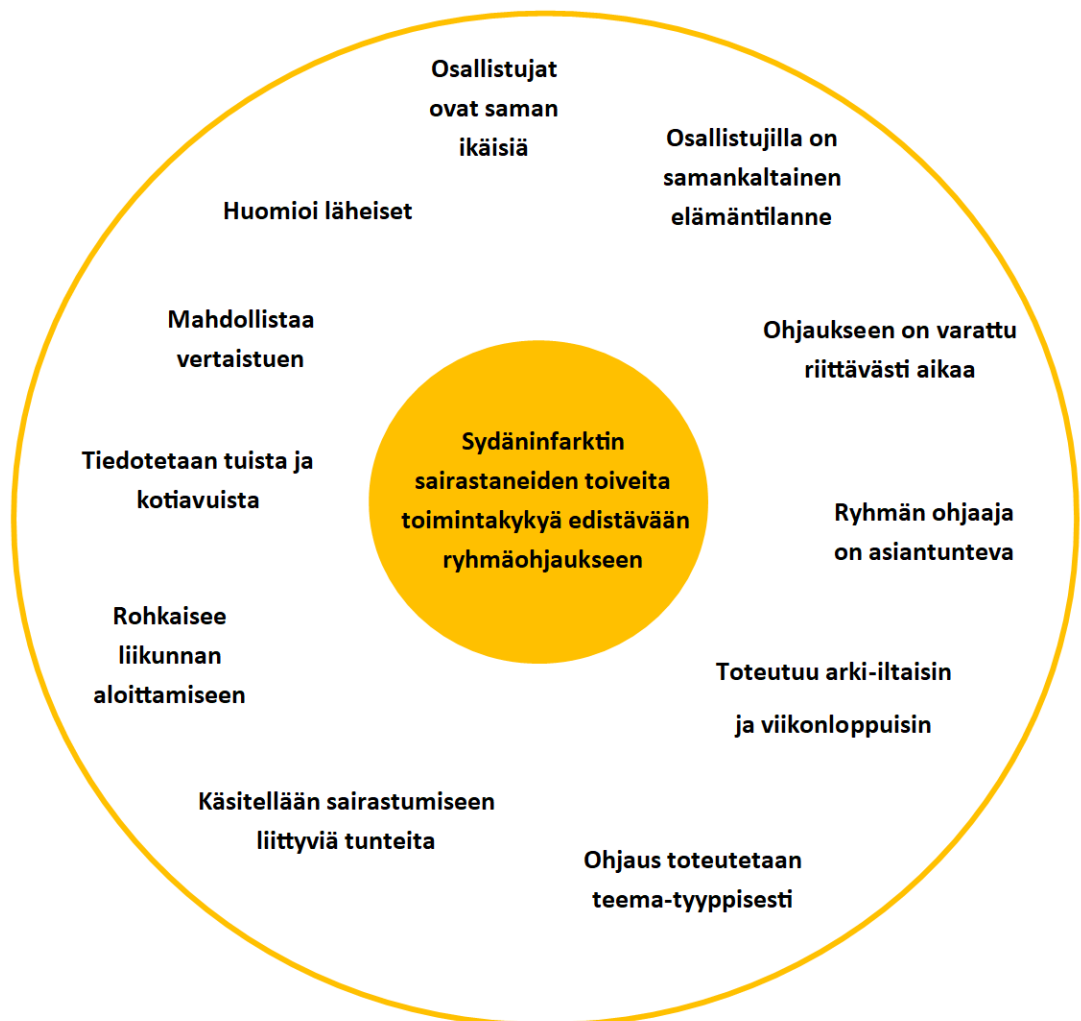 Osallistujat
ovat saman
ikäisiä
Osallistujilla on
samankaltainen
elämäntilanne
Huomioi läheiset
Mahdollistaa
vertaistuen
Ohjaukseen on varattu
riittävästi aikaa
Sydäninfarktin
sairastaneiden toiveita
toimintakykyä edistävään
ryhmäohjaukseen
Tiedotetaan tuista ja
kotiavuista
Ryhmän ohjaaja
on asiantunteva
Rohkaisee
liikunnan
aloittamiseen
Toteutuu arki-iltaisin
ja viikonloppuisin
Käsitellään sairastumiseen
liittyviä tunteita
Ohjaus toteutetaan
teema-tyyppisesti